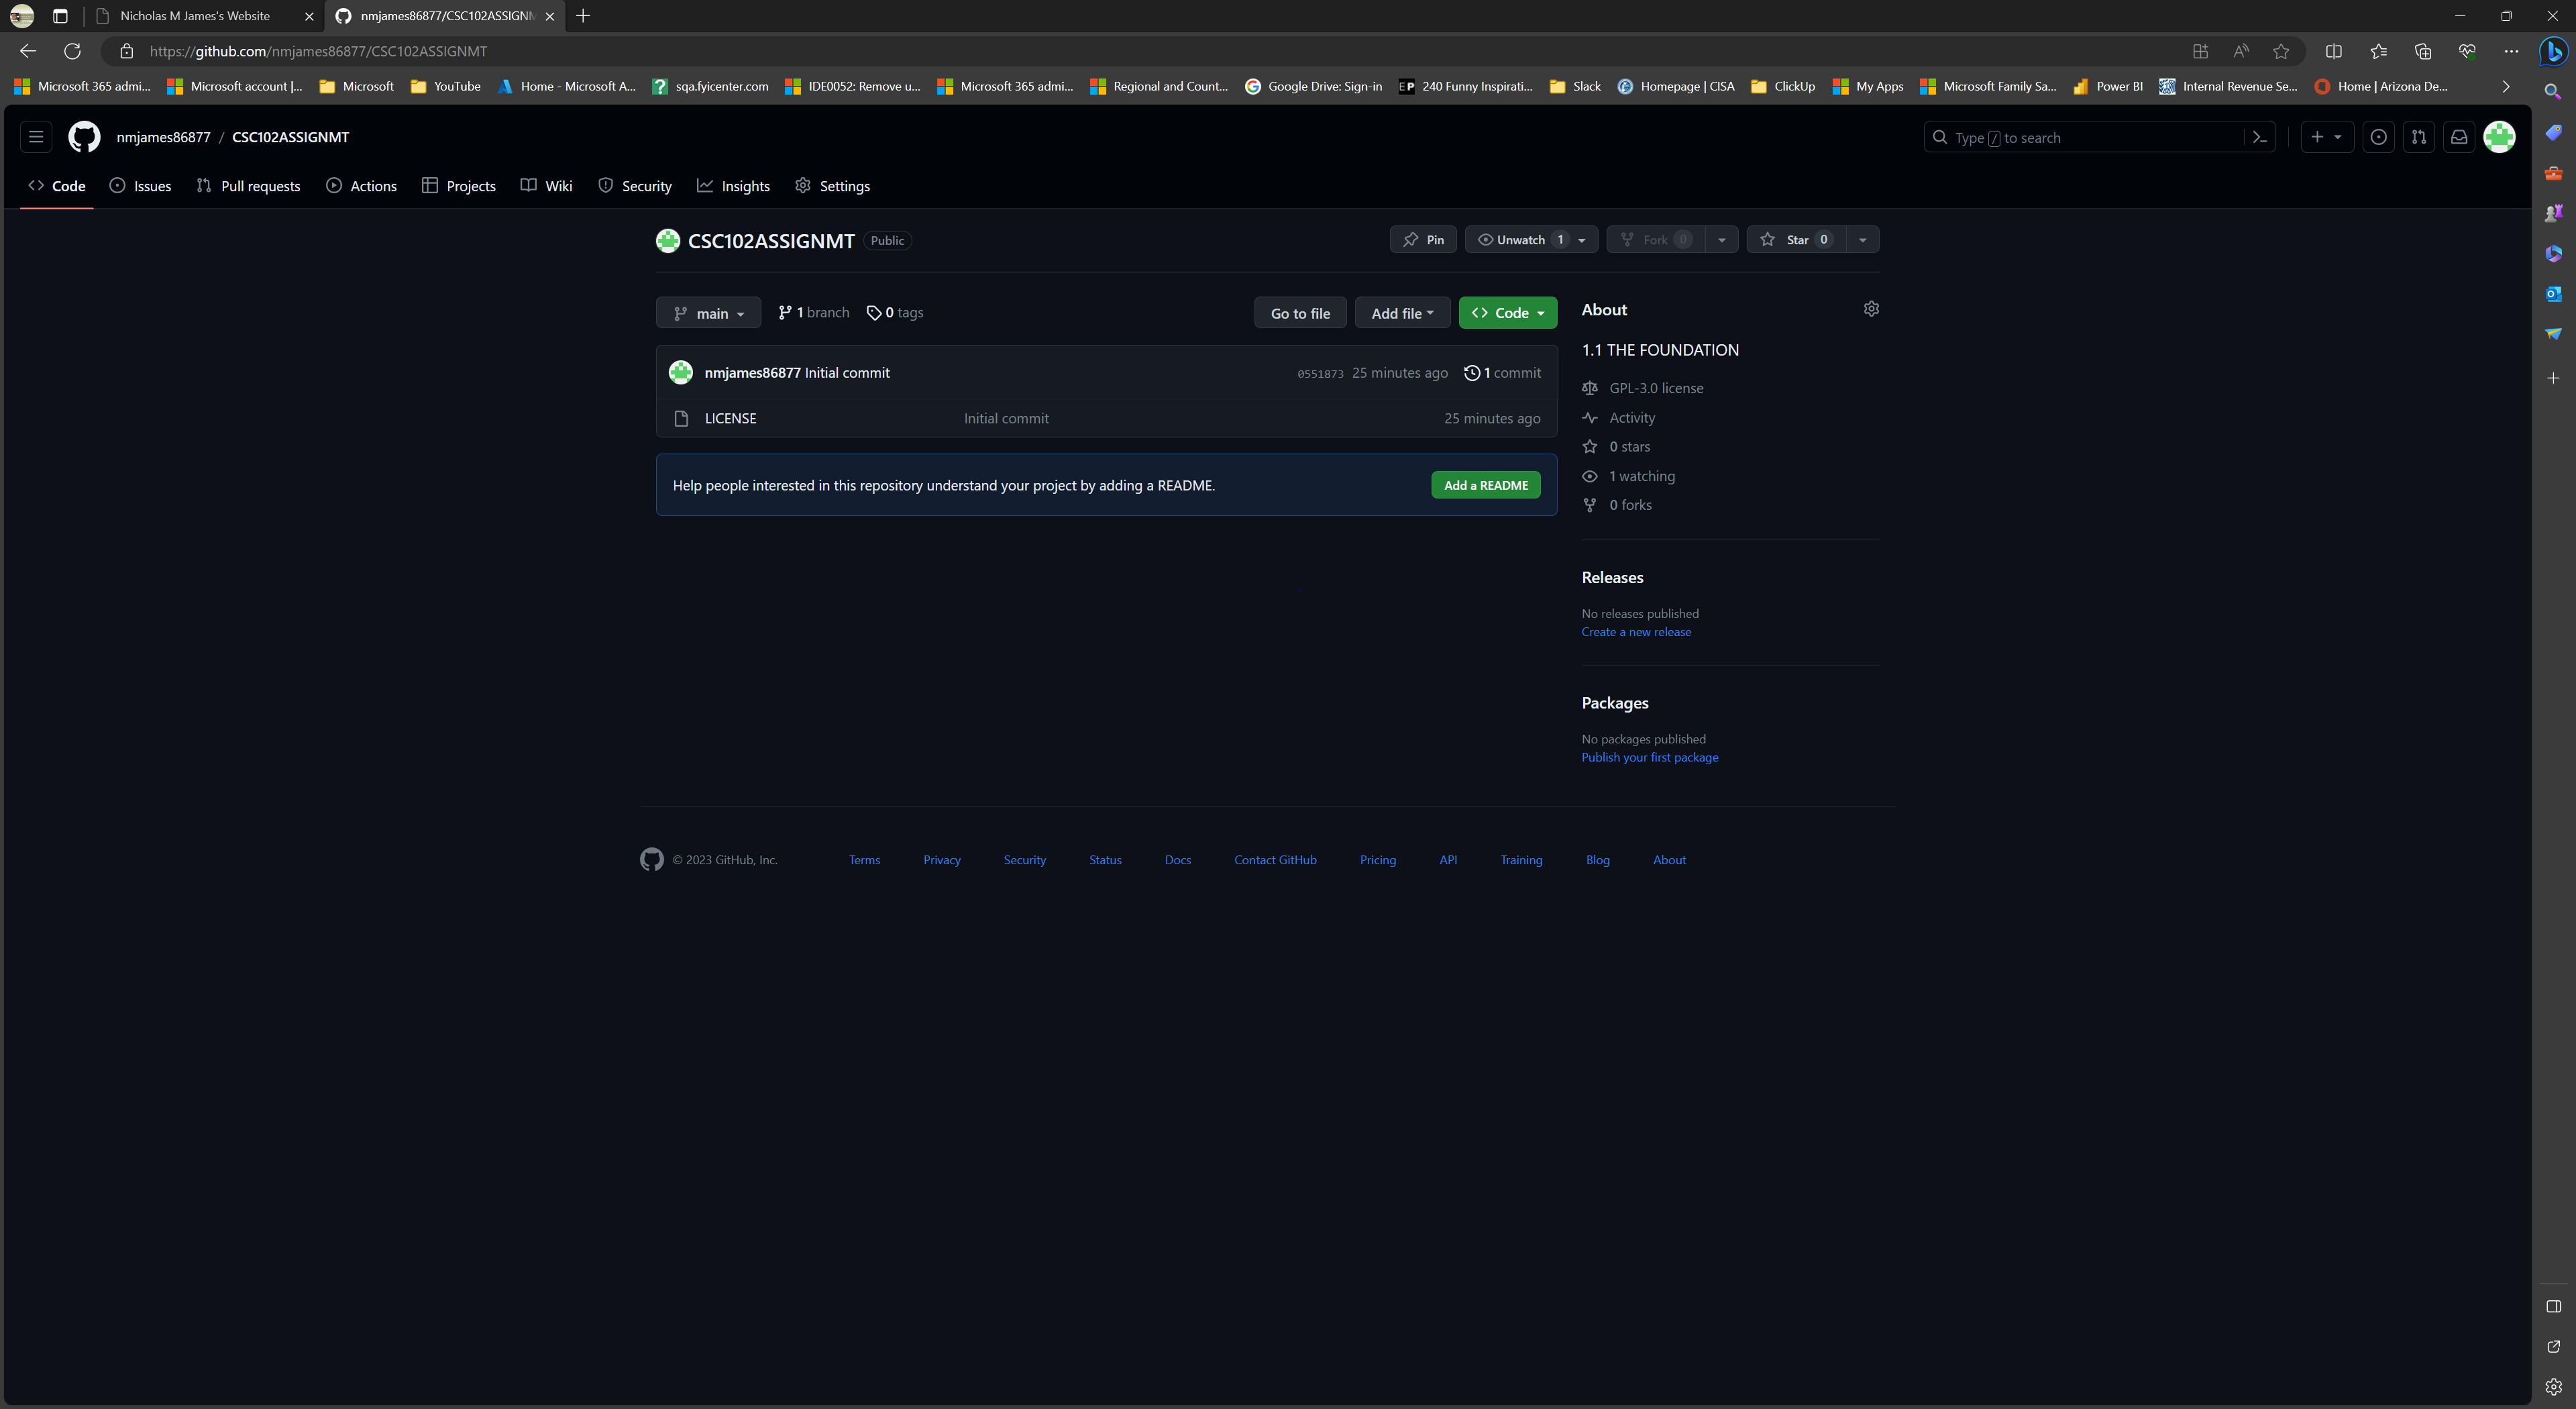 Nicholas M James's Website
nmjames86877/CSC102ASSIGNM
https://github.com/nmjames86877/CSC102ASSIGNMT
Microsoft 365 admi... Microsoft account |... Microsoft YouTube Home - Microsoft A... sqa.fyicenter.com IDE0052: Remove u... Microsoft 365 admi... Regional and Count... Google Drive: Sign-in EP 240 Funny Inspirati... Slack Homepage | CISA ClickUp My Apps Microsoft Family Sa... Power BI Internal Revenue Se... Home | Arizona De...
nmjames86877 / CSC102ASSIGNMT
Type / to search
Code Issues Pull requests Actions Projects Wiki Security Insights Settings
CSC102ASSIGNMT Public
Pin Unwatch 1 Fork 0 Star 0
main 1 branch 0 tags
Go to file Add file Code
nmjames86877 Initial commit 0551873 25 minutes ago 1 commit
LICENSE Initial commit 25 minutes ago
Help people interested in this repository understand your project by adding a README.
Add a README
About
1.1 THE FOUNDATION
GPL-3.0 license
Activity
0 stars
1 watching
0 forks
Releases
No releases published
Create a new release
Packages
No packages published
Publish your first package
© 2023 GitHub, Inc. Terms Privacy Security Status Docs Contact GitHub Pricing API Training Blog About